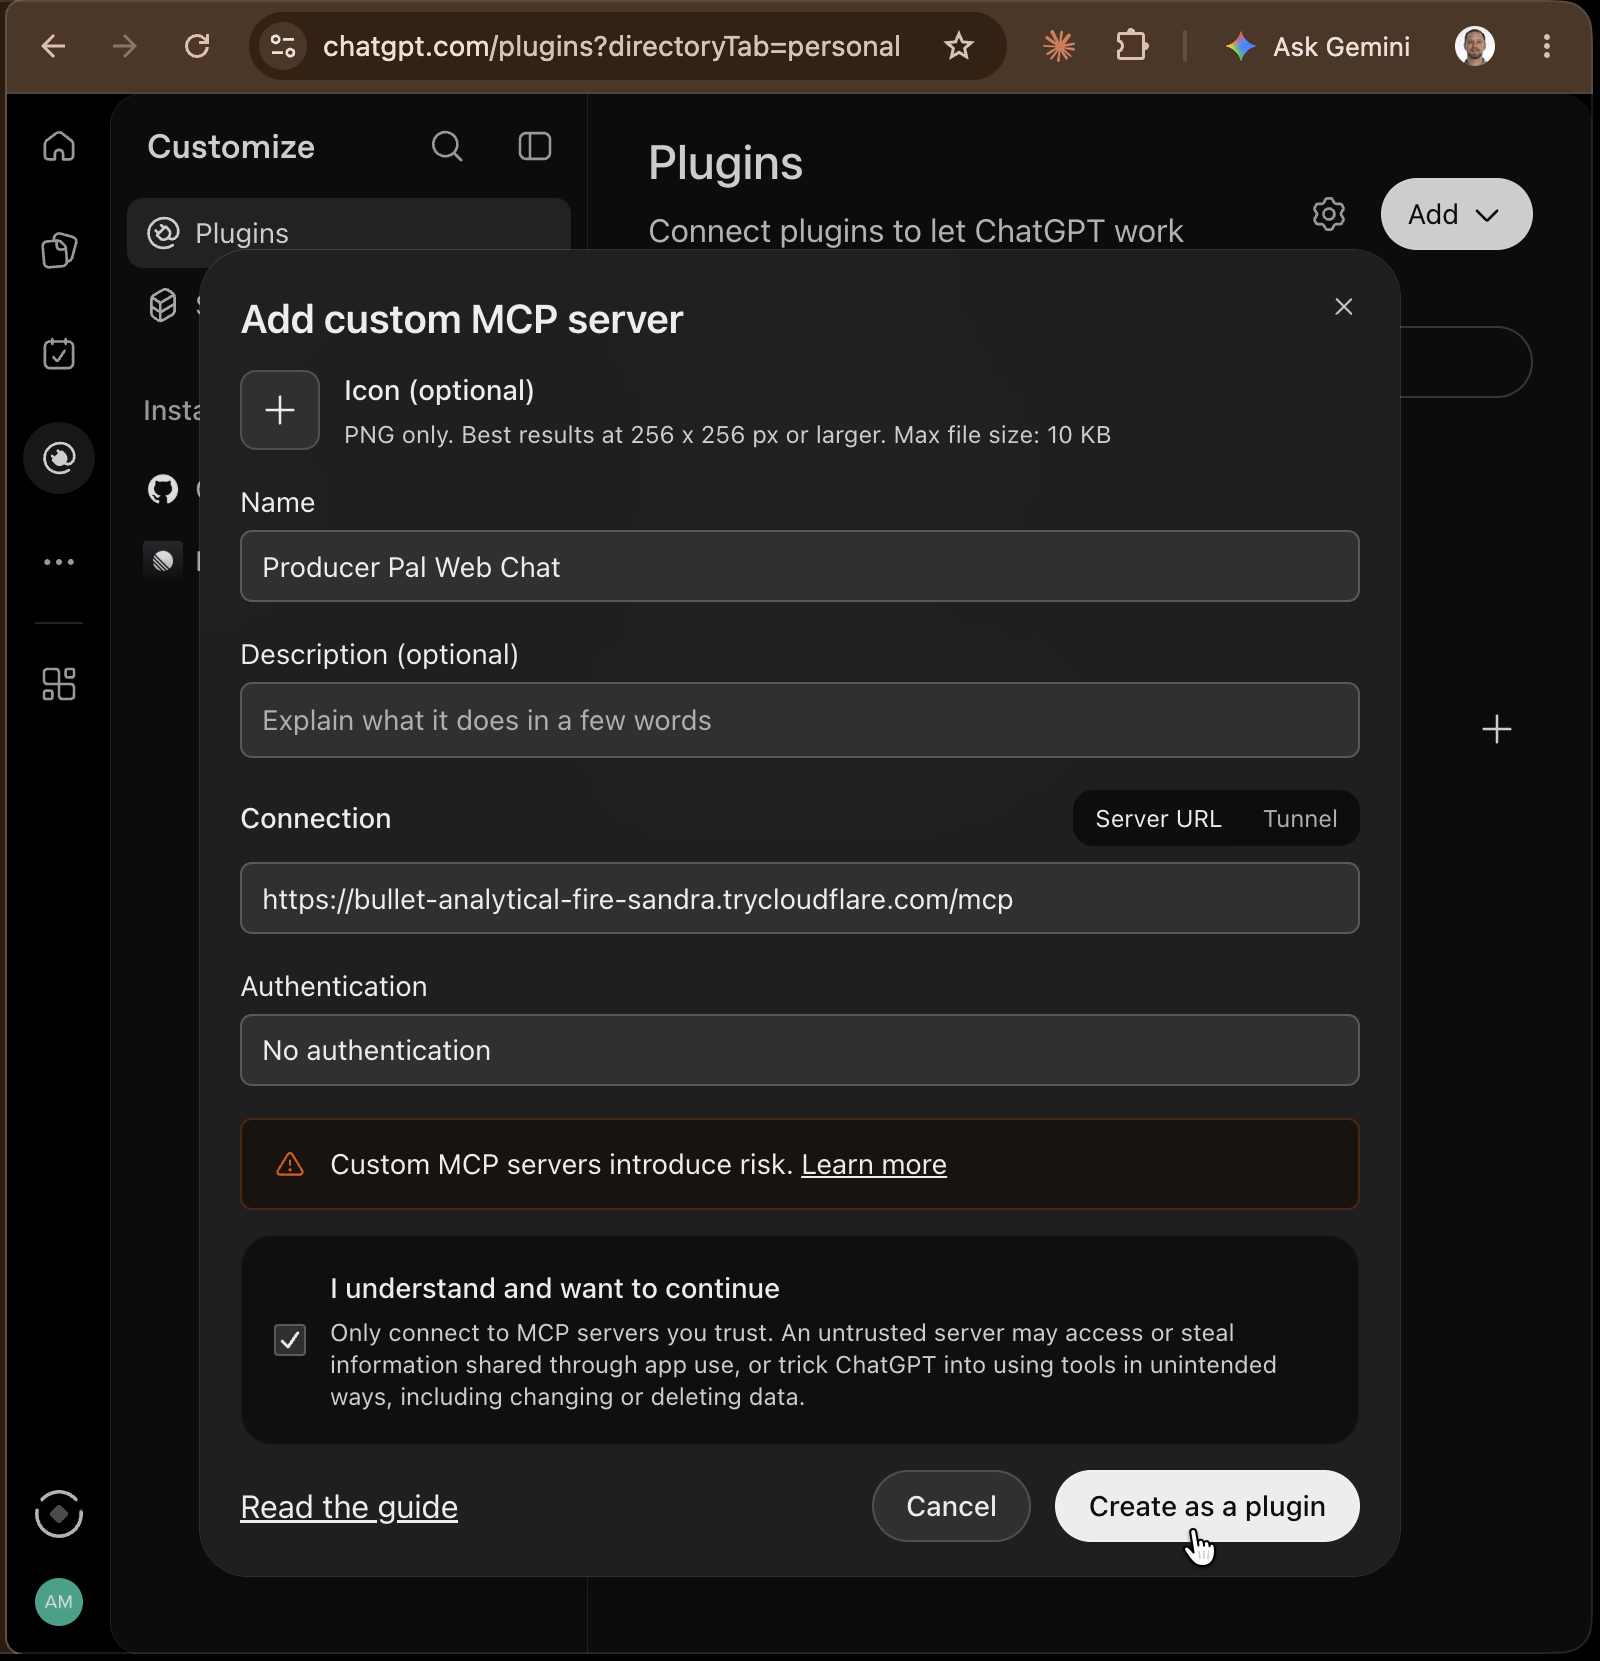 chatgpt.com/plugins?directoryTab=personal
Ask Gemini
Customize
Plugins
Plugins
Connect plugins to let ChatGPT work
Add
Add custom MCP server
Icon (optional)
PNG only. Best results at 256 x 256 px or larger. Max file size: 10 KB
Name
Producer Pal Web Chat
Description (optional)
Explain what it does in a few words
Connection
Server URL
Tunnel
https://bullet-analytical-fire-sandra.trycloudflare.com/mcp
Authentication
No authentication
Custom MCP servers introduce risk. Learn more
I understand and want to continue
Only connect to MCP servers you trust. An untrusted server may access or steal
information shared through app use, or trick ChatGPT into using tools in unintended
ways, including changing or deleting data.
Read the guide
Cancel
Create as a plugin
AM